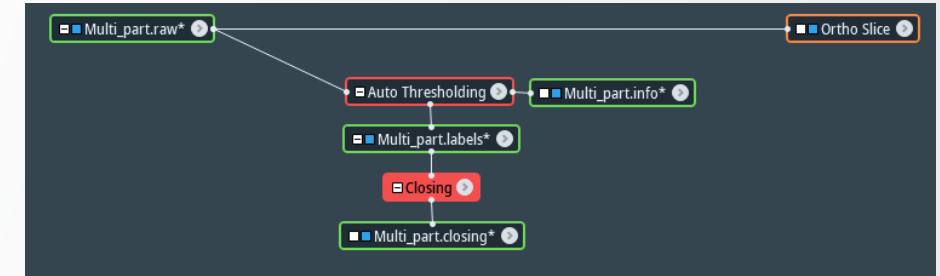 Multi_part.raw*
Ortho Slice
Auto Thresholding
Multi_part.info*
Multi_part.labels*
Closing
Multi_part.closing*